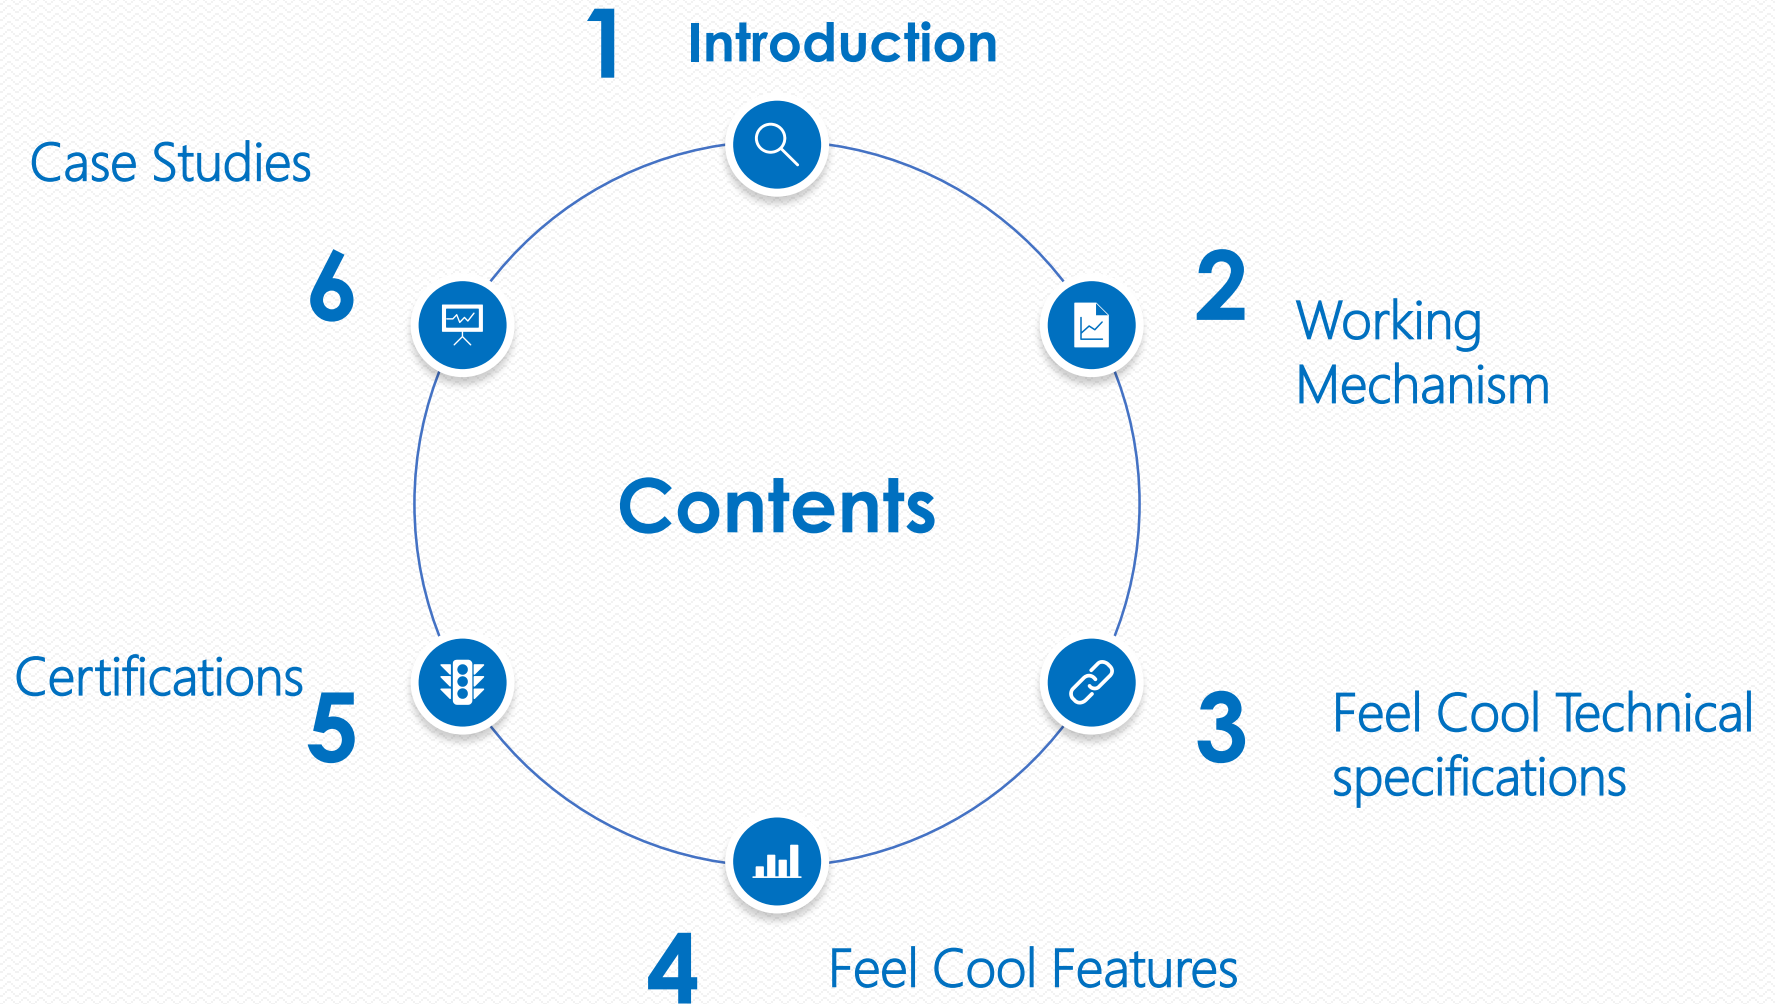 1 Introduction
2 Working
Mechanism
3 Feel Cool Technical
specifications
4 Feel Cool Features
5 Certifications
6 Case Studies
Contents